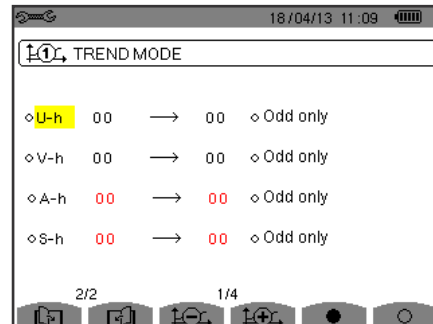 18/04/13 11:09
1 TREND MODE
U-h 00 → 00 Odd only
V-h 00 → 00 Odd only
A-h 00 → 00 Odd only
S-h 00 → 00 Odd only
2/2 1/4